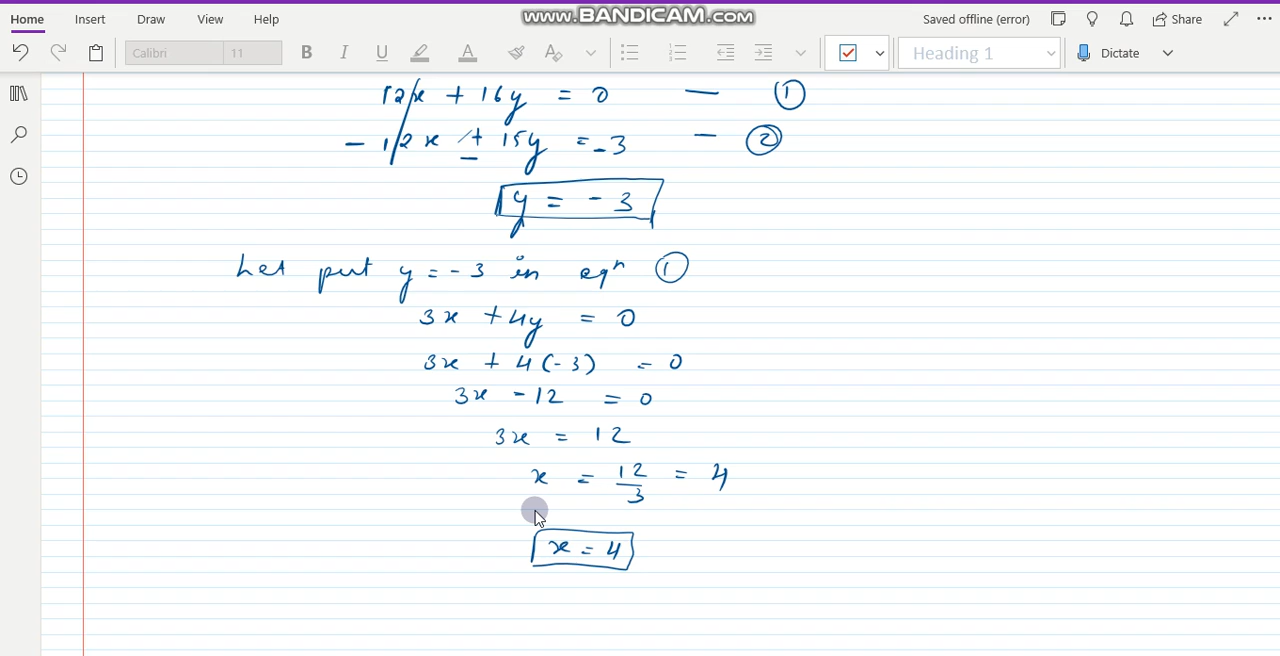 Home Insert Draw View Help www.BANDICAM.com Saved offline (error) Share
Calibri 11 B I U A Heading 1 Dictate
12x + 16y = 0 — ①
- 12x + 15y = -3 — ②
-
y = - 3
Let put y = - 3 in eqⁿ ①
3x + 4y = 0
3x + 4 (- 3) = 0
3x - 12 = 0
3x = 12
x = 12/3 = 4
x = 4